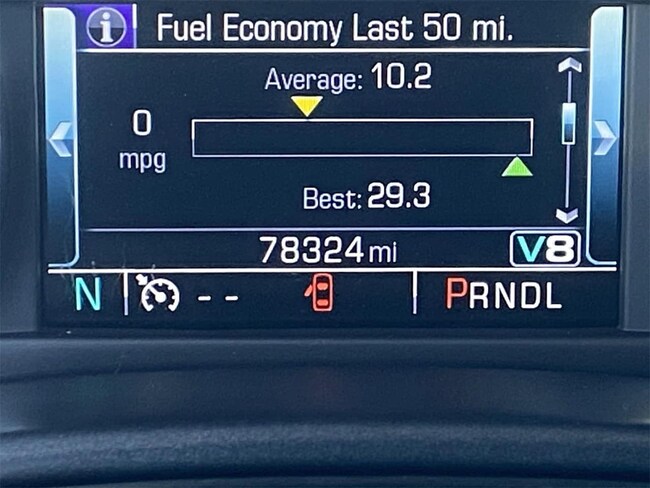 i Fuel Economy Last 50 mi.
Average: 10.2
0
mpg
Best: 29.3
78324 mi V8
N -- PRNDL